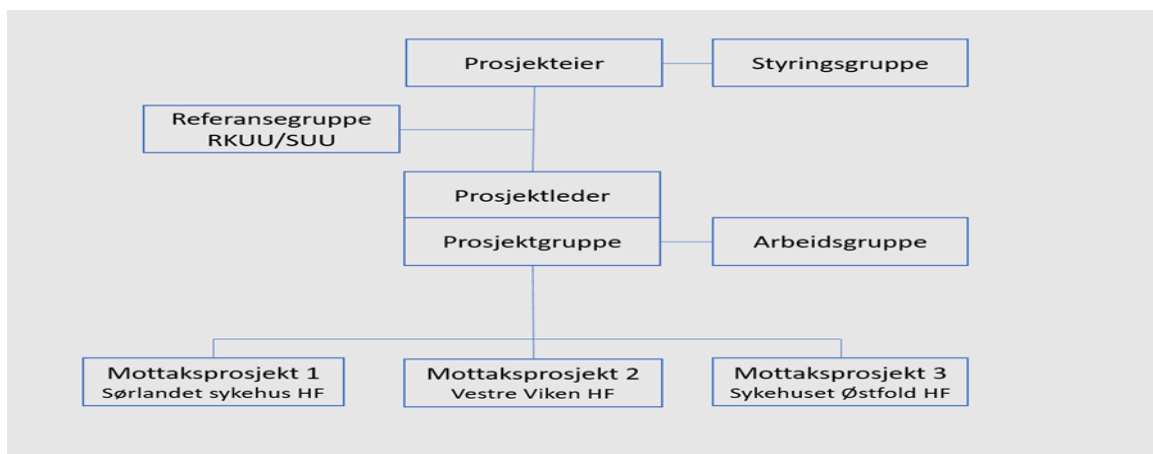 Prosjekteier
Styringsgruppe
Referansegruppe
RKUU/SUU
Prosjektleder
Prosjektgruppe
Arbeidsgruppe
Mottaksprosjekt 1
Sørlandet sykehus HF
Mottaksprosjekt 2
Vestre Viken HF
Mottaksprosjekt 3
Sykehuset Østfold HF